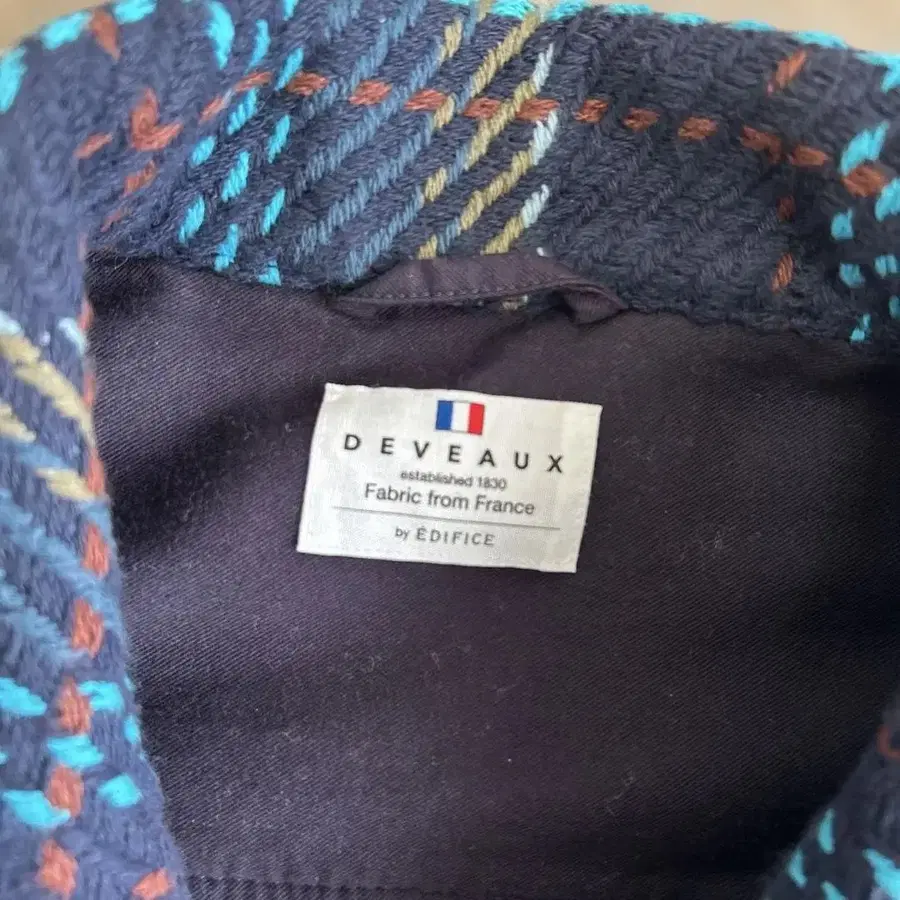 DEVEAUX
established 1830
Fabric from France
by ÉDIFICE